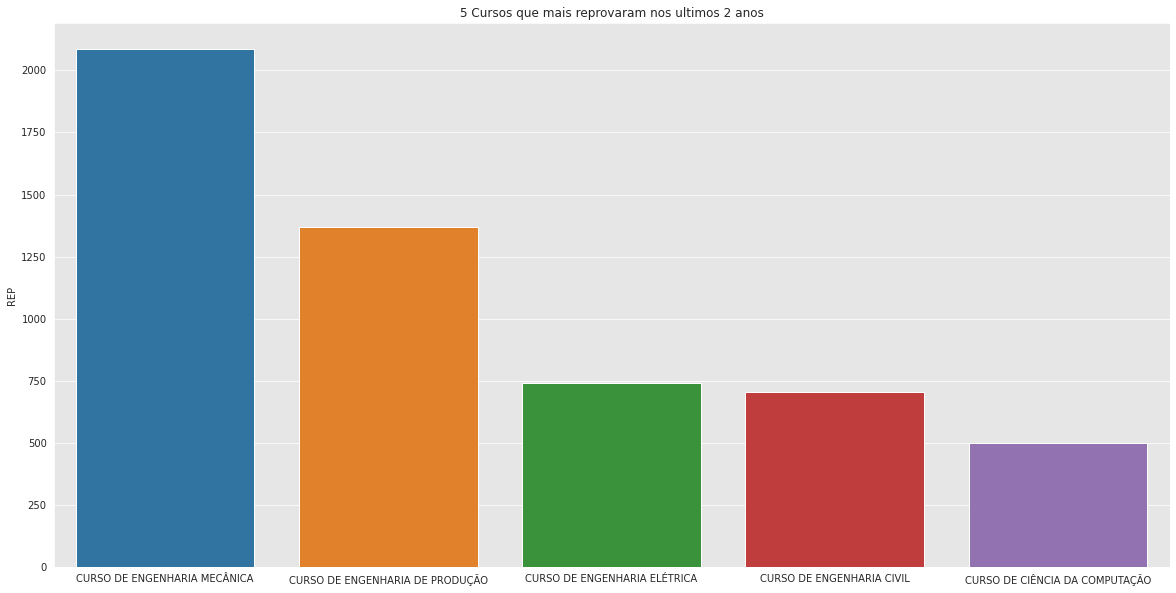 5 Cursos que mais reprovaram nos ultimos 2 anos
2000
1750
1500
1250
1000
750
500
250
0
REP
CURSO DE ENGENHARIA MECÂNICA
CURSO DE ENGENHARIA DE PRODUÇÃO
CURSO DE ENGENHARIA ELÉTRICA
CURSO DE ENGENHARIA CIVIL
CURSO DE CIÊNCIA DA COMPUTAÇÃO